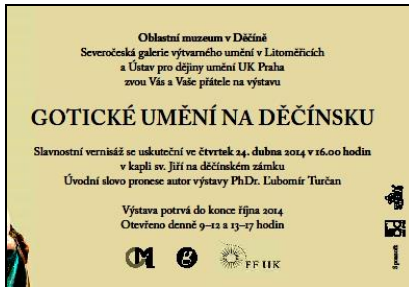 Oblastní muzeum v Děčíně
Severočeská galerie výtvarného umění v Litoměřicích
a Ústav pro dějiny umění UK Praha
zvou Vás a Vaše přátele na výstavu
GOTICKÉ UMĚNÍ NA DĚČÍNSKU
Slavnostní vernisáž se uskuteční ve čtvrtek 24. dubna 2014 v 16.00 hodin
v kapli sv. Jiří na děčínském zámku
Úvodní slovo pronese autor výstavy PhDr. Ľubomír Turčan
Výstava potrvá do konce října 2014
Otevřeno denně 9–12 a 13–17 hodin
FF UK